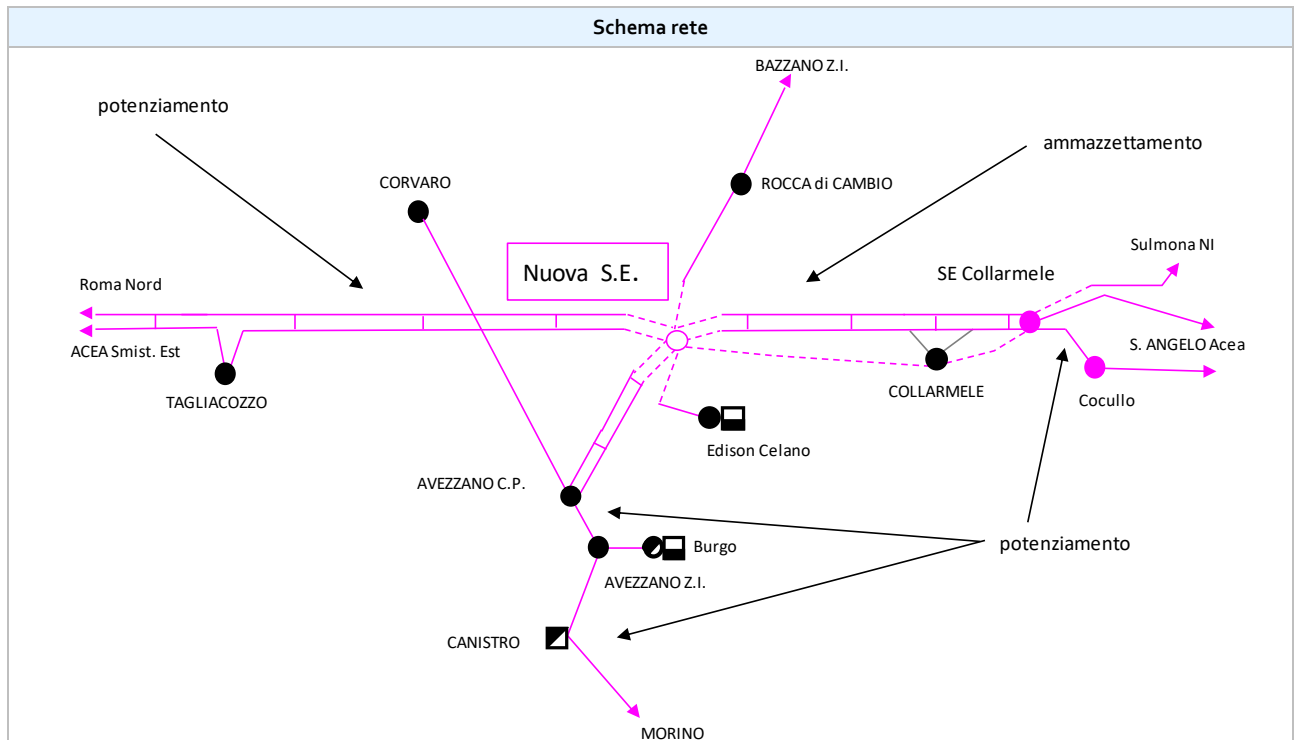 Schema rete
BAZZANO Z.I.
potenziamento
ammazzettamento
CORVARO
ROCCA di CAMBIO
Sulmona NI
Nuova S.E.
SE Collarmele
Roma Nord
ACEA Smist. Est
S. ANGELO Acea
TAGLIACOZZO
COLLARMELE
Cocullo
Edison Celano
AVEZZANO C.P.
Burgo
potenziamento
AVEZZANO Z.I.
CANISTRO
MORINO